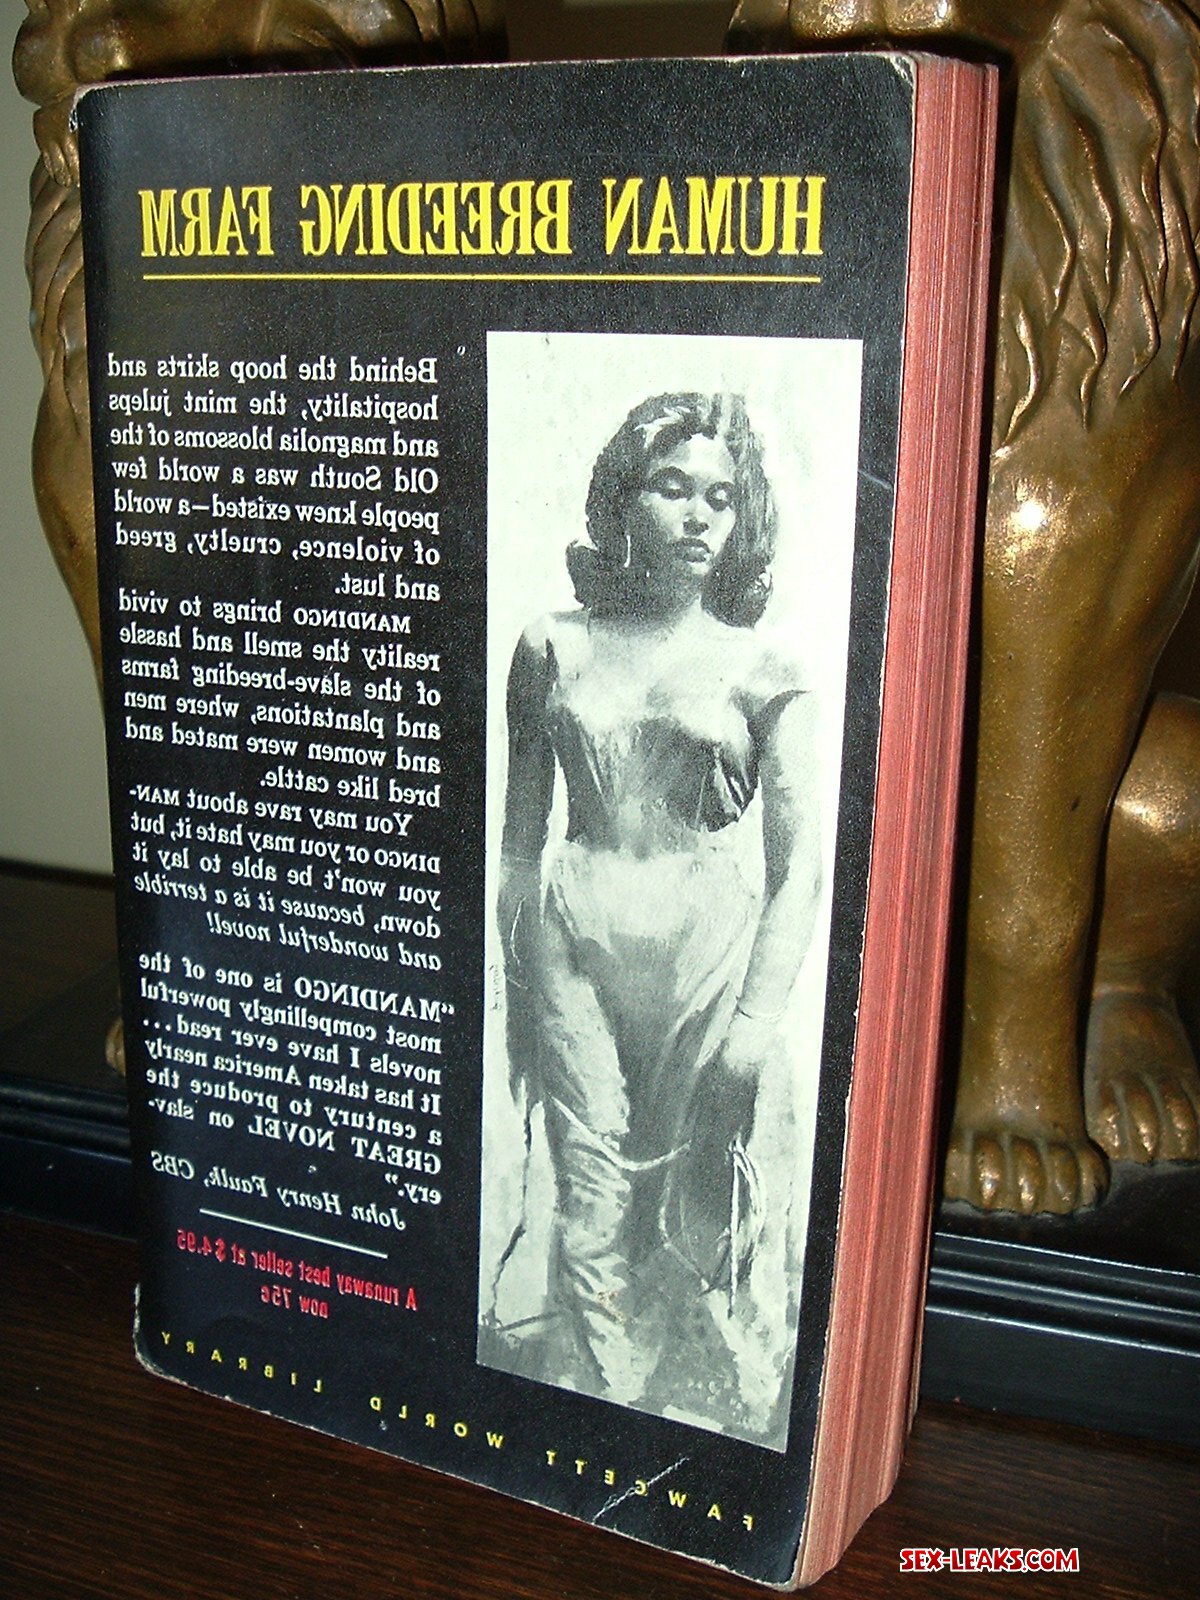 HUMAN BREEDING FARM
Behind the hoop skirts and
hospitality, the mint juleps
and magnolia blossoms of the
Old South was a world few
people knew existed—a world
of violence, cruelty, greed
and lust.
MANDINGO brings to vivid
reality the smell and hassle
of the slave-breeding farms
and plantations, where men
and women were mated and
bred like cattle.
You may rave about MAN-
DINGO or you may hate it, but
you won't be able to lay it
down, because it is a terrible
and wonderful novel!
"MANDINGO is one of the
most compellingly powerful
novels I have ever read...
It has taken America nearly
a century to produce the
GREAT NOVEL on slav-
ery."
John Henry Faulk, CBS
A runaway best seller at $4.95
now 75¢
FAWCETT WORLD LIBRARY
SEX-LEAKS.COM